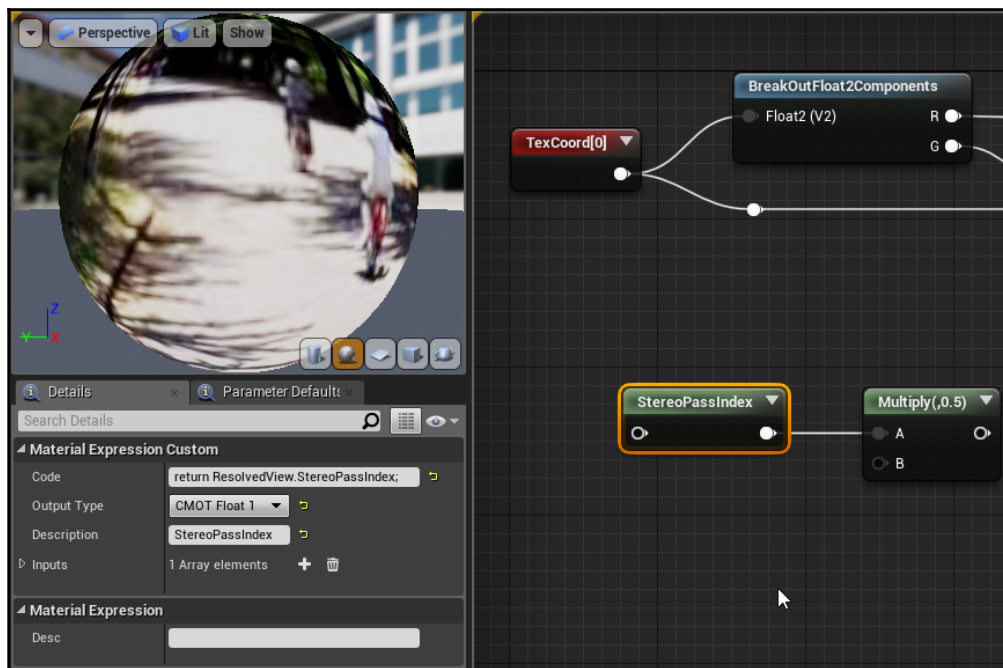 Perspective Lit Show
Z
Y X
Details
Parameter Defaults
Search Details
Material Expression Custom
Code return ResolvedView.StereoPassIndex;
Output Type CMOT Float 1
Description StereoPassIndex
Inputs 1 Array elements
Material Expression
Desc
TexCoord[0]
BreakOutFloat2Components
Float2 (V2) R
G
StereoPassIndex
Multiply(,0.5)
A
B